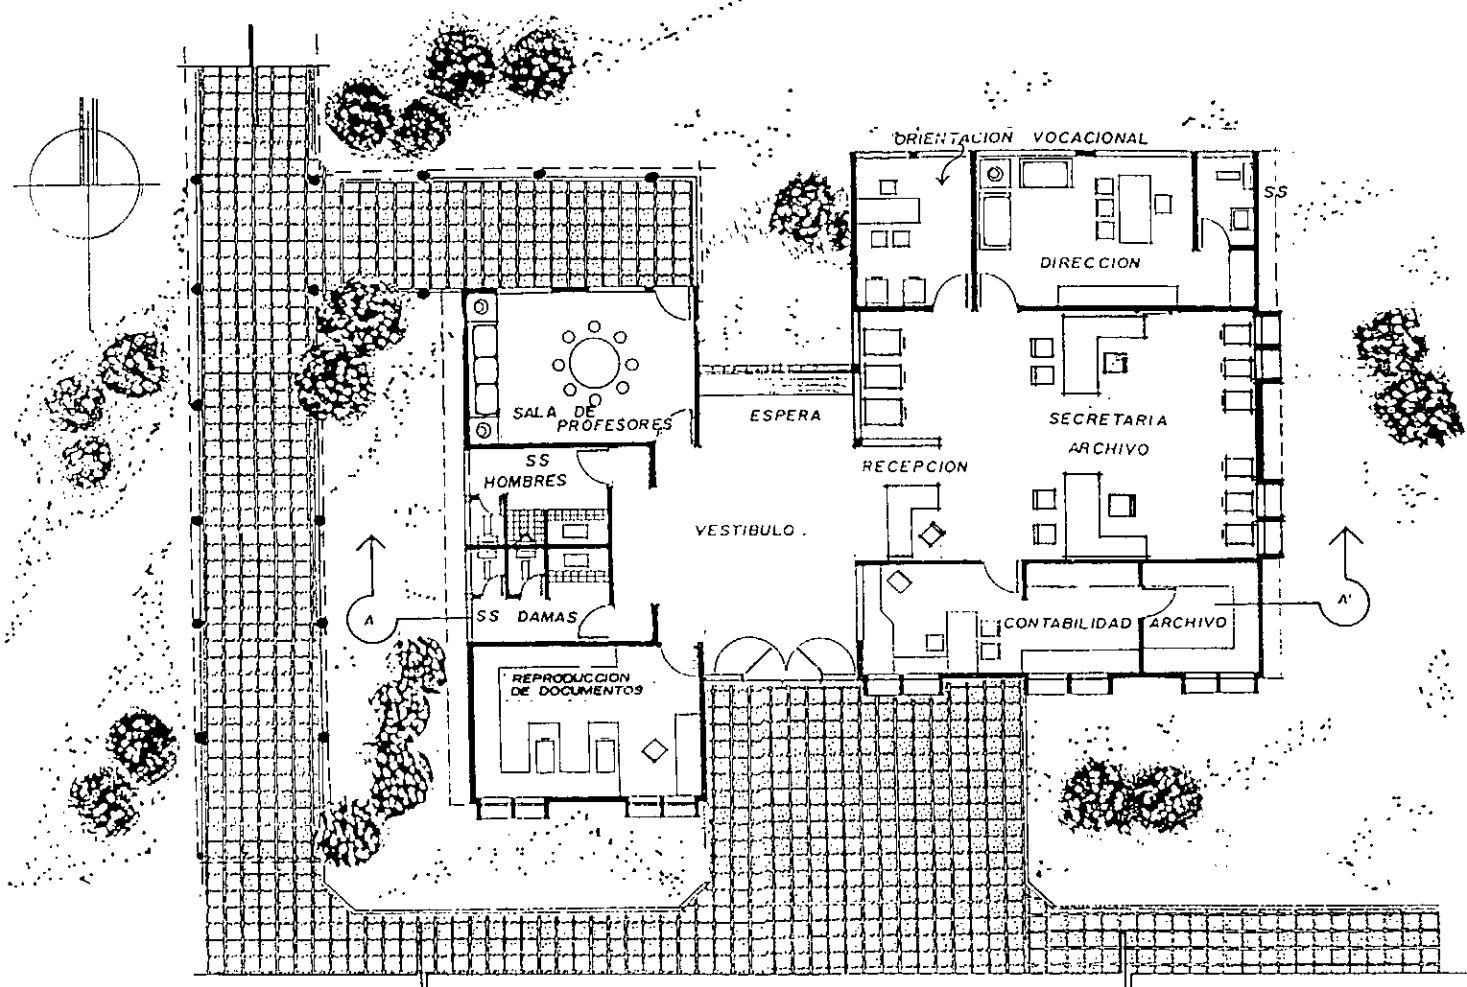 ORIENTACION VOCACIONAL
SS
DIRECCION
SALA DE
PROFESORES
ESPERA
SECRETARIA
ARCHIVO
SS
HOMBRES
RECEPCION
VESTIBULO.
A
SS DAMAS
CONTABILIDAD
ARCHIVO
A'
REPRODUCCION
DE DOCUMENTOS